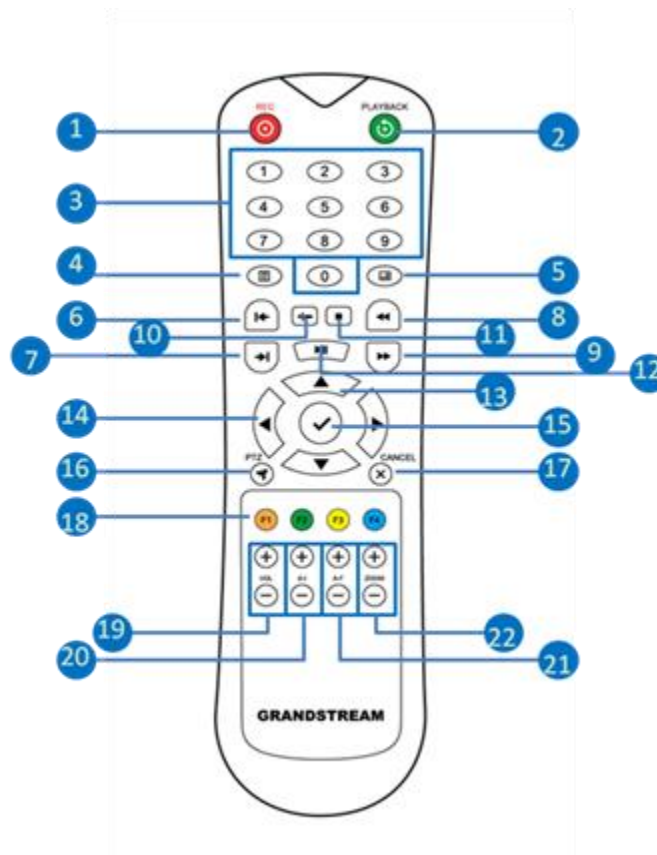 REC PLAYBACK
1 2
1 2 3
3
4 5 6
7 8 9
4 0 5
6 8
10 11
7 9 12
13
14 15
PTZ CANCEL
16 17
18 F1 F2 F3 F4
+ + + +
VOL A-F ZOOM
- - - -
19 22
20 21
GRANDSTREAM